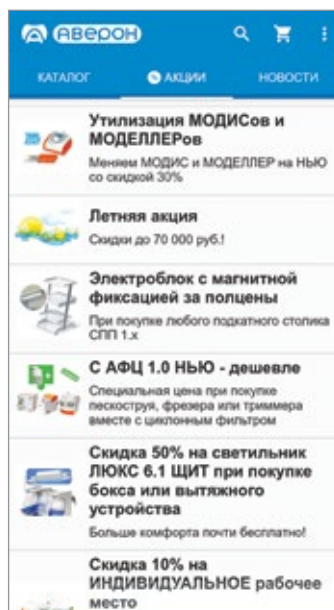 АВЕРОН
КАТАЛОГ
АКЦИИ
НОВОСТИ
Утилизация МОДИСов и
МОДЕЛЛЕРов
Меняем МОДИС и МОДЕЛЛЕР на НЬЮ
со скидкой 30%
Летняя акция
Скидки до 70 000 руб.!
Электроблок с магнитной
фиксацией за полцены
При покупке любого подкатного столика
СПП 1.х
С АФЦ 1.0 НЬЮ - дешевле
Специальная цена при покупке
пескоструя, фрезера или триммера
вместе с циклонным фильтром
Скидка 50% на светильник
ЛЮКС 6.1 ЩИТ при покупке
бокса или вытяжного
устройства
Больше комфорта почти бесплатно!
Скидка 10% на
ИНДИВИДУАЛЬНОЕ рабочее
место